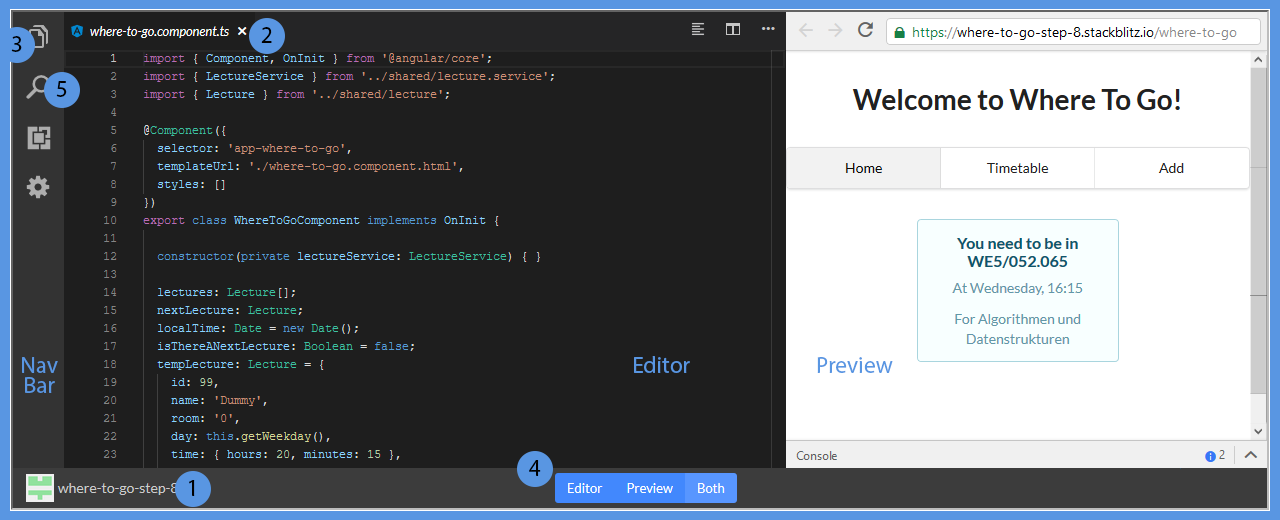 3
where-to-go.component.ts ✕
2
https://where-to-go-step-8.stackblitz.io/where-to-go
5
1 import { Component, OnInit } from '@angular/core';
2 import { LectureService } from '../shared/lecture.service';
3 import { Lecture } from '../shared/lecture';
4
5 @Component({
6 selector: 'app-where-to-go',
7 templateUrl: './where-to-go.component.html',
8 styles: []
9 })
10 export class WhereToGoComponent implements OnInit {
11
12 constructor(private lectureService: LectureService) { }
13
14 lectures: Lecture[];
15 nextLecture: Lecture;
16 localTime: Date = new Date();
17 isThereANextLecture: Boolean = false;
18 tempLecture: Lecture = {
19 id: 99,
20 name: 'Dummy',
21 room: '0',
22 day: this.getWeekday(),
23 time: { hours: 20, minutes: 15 },
Nav
Bar
Editor
Welcome to Where To Go!
Home Timetable Add
You need to be in
WE5/052.065
At Wednesday, 16:15
For Algorithmen und
Datenstrukturen
Preview
Console 2
where-to-go-step-8
1
4
Editor Preview Both